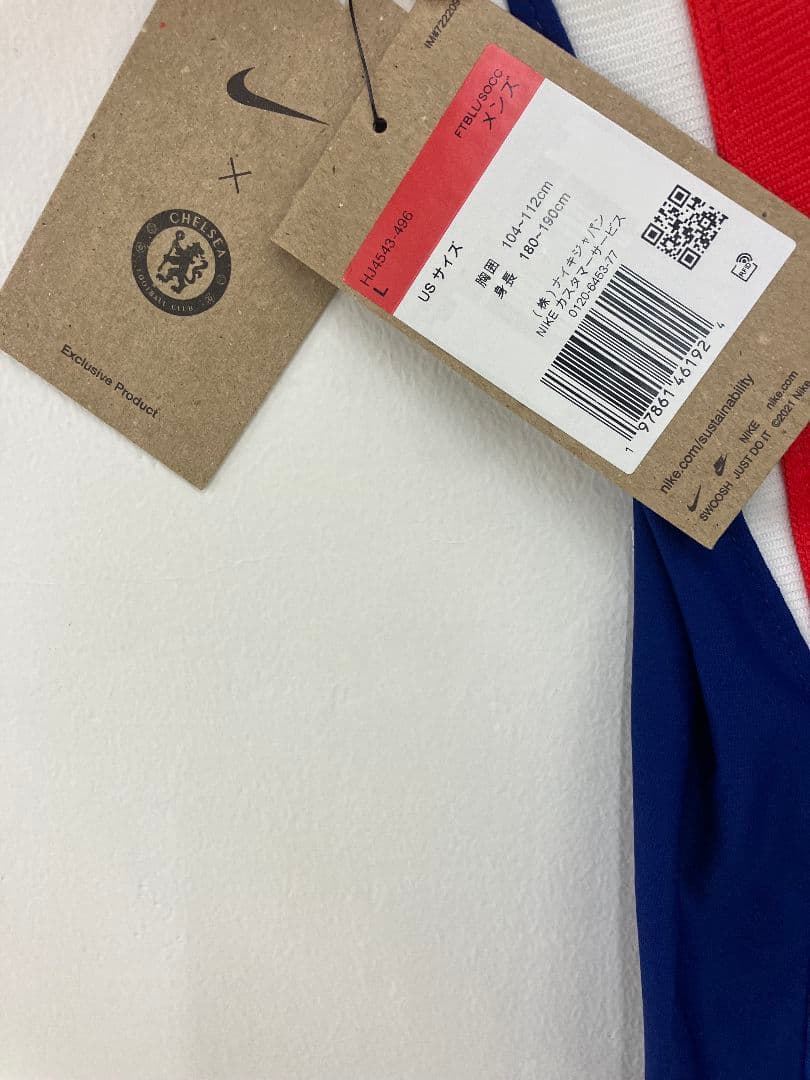 CHELSEA
FOOTBALL CLUB
Exclusive Product
FTBLL/SOCC
メンズ
HJ4543-496
L
US サイズ
胸囲 104~112cm
身長 180~190cm
(株)ナイキジャパン
NIKE カスタマーサービス
0120-6453-77
RFID
1 97861 46192 4
nike.com/sustainability
NIKE nike.com
SWOOSH JUST DO IT ©2021 Nike